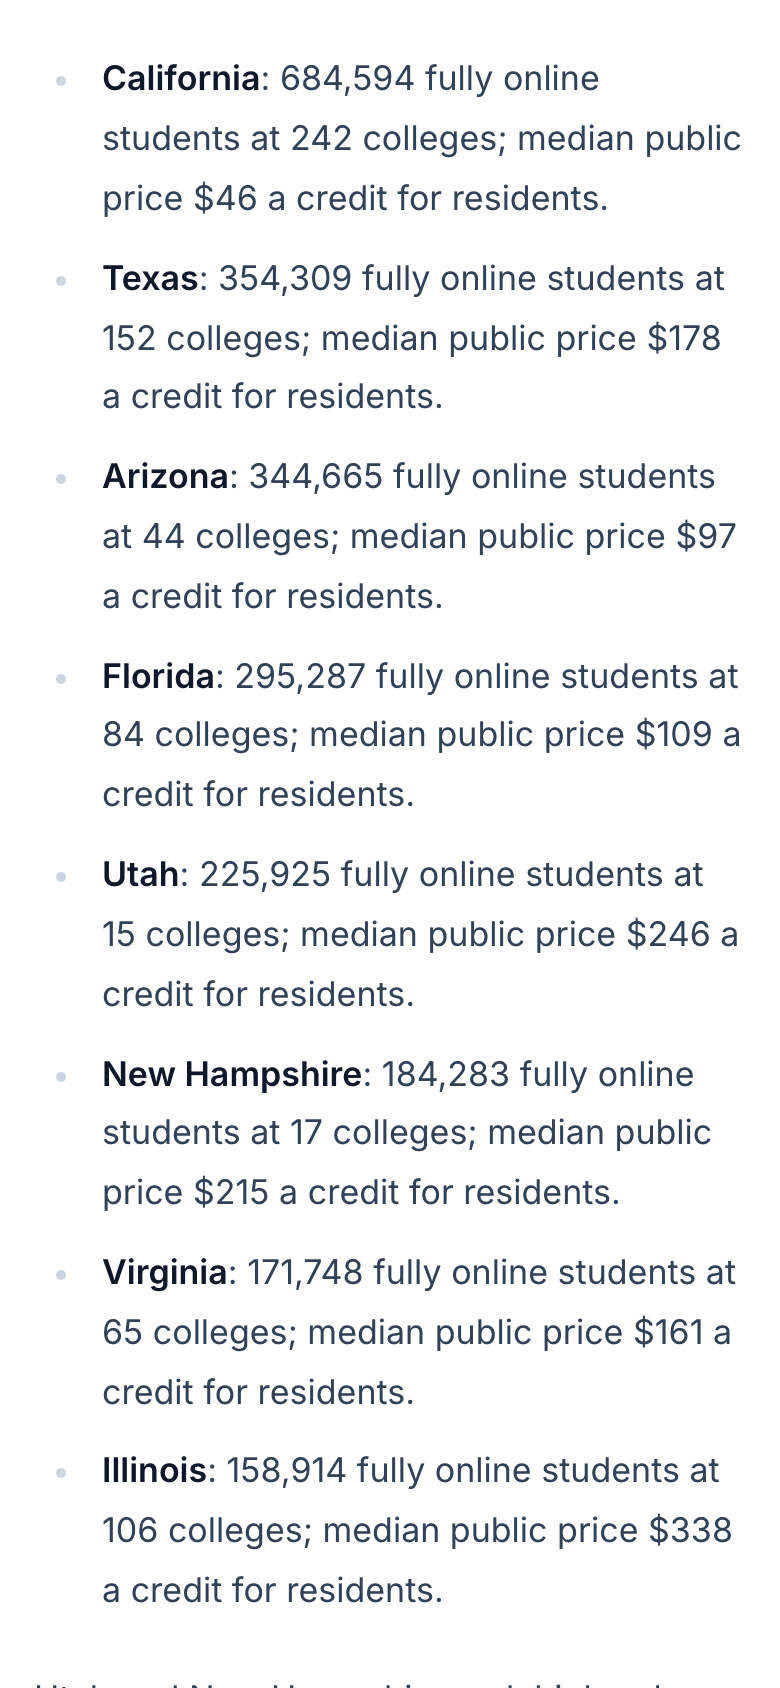 California: 684,594 fully online
students at 242 colleges; median public
price $46 a credit for residents.
Texas: 354,309 fully online students at
152 colleges; median public price $178
a credit for residents.
Arizona: 344,665 fully online students
at 44 colleges; median public price $97
a credit for residents.
Florida: 295,287 fully online students at
84 colleges; median public price $109 a
credit for residents.
Utah: 225,925 fully online students at
15 colleges; median public price $246 a
credit for residents.
New Hampshire: 184,283 fully online
students at 17 colleges; median public
price $215 a credit for residents.
Virginia: 171,748 fully online students at
65 colleges; median public price $161 a
credit for residents.
Illinois: 158,914 fully online students at
106 colleges; median public price $338
a credit for residents.